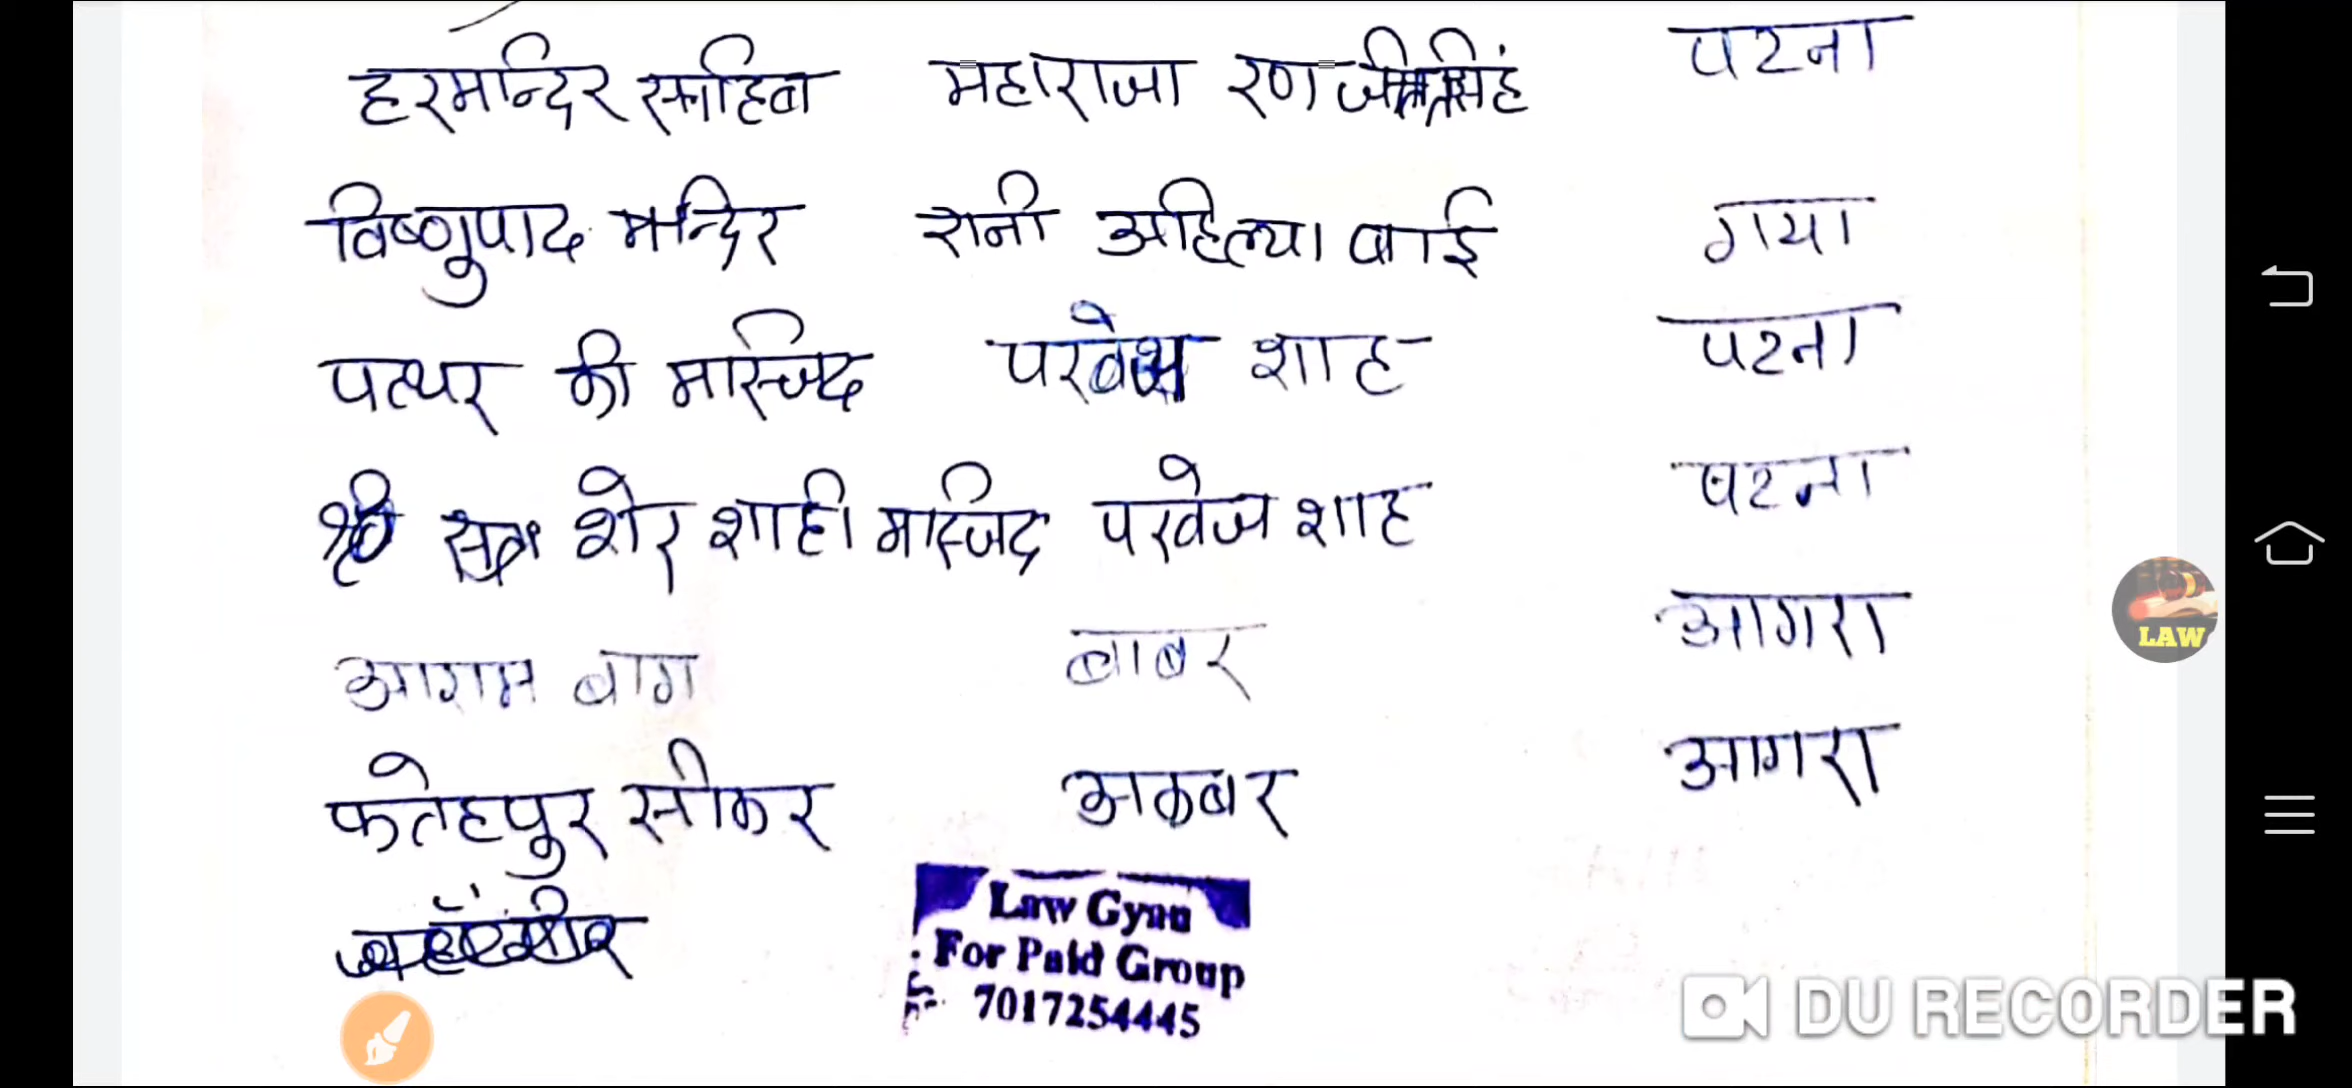 हरमन्दिर साहिब महाराजा रणजीतसिंह पटना
विष्णुपाद मन्दिर रानी अहिल्या बाई गया
पत्थर की मस्जिद परवेश शाह पटना
शेर शाही मस्जिद परवेज शाह पटना
आराम बाग बाबर आगरा
फतेहपुर सीकर अकबर आगरा
Law Gyan
For Paid Group
7017254445
LAW
DU RECORDER